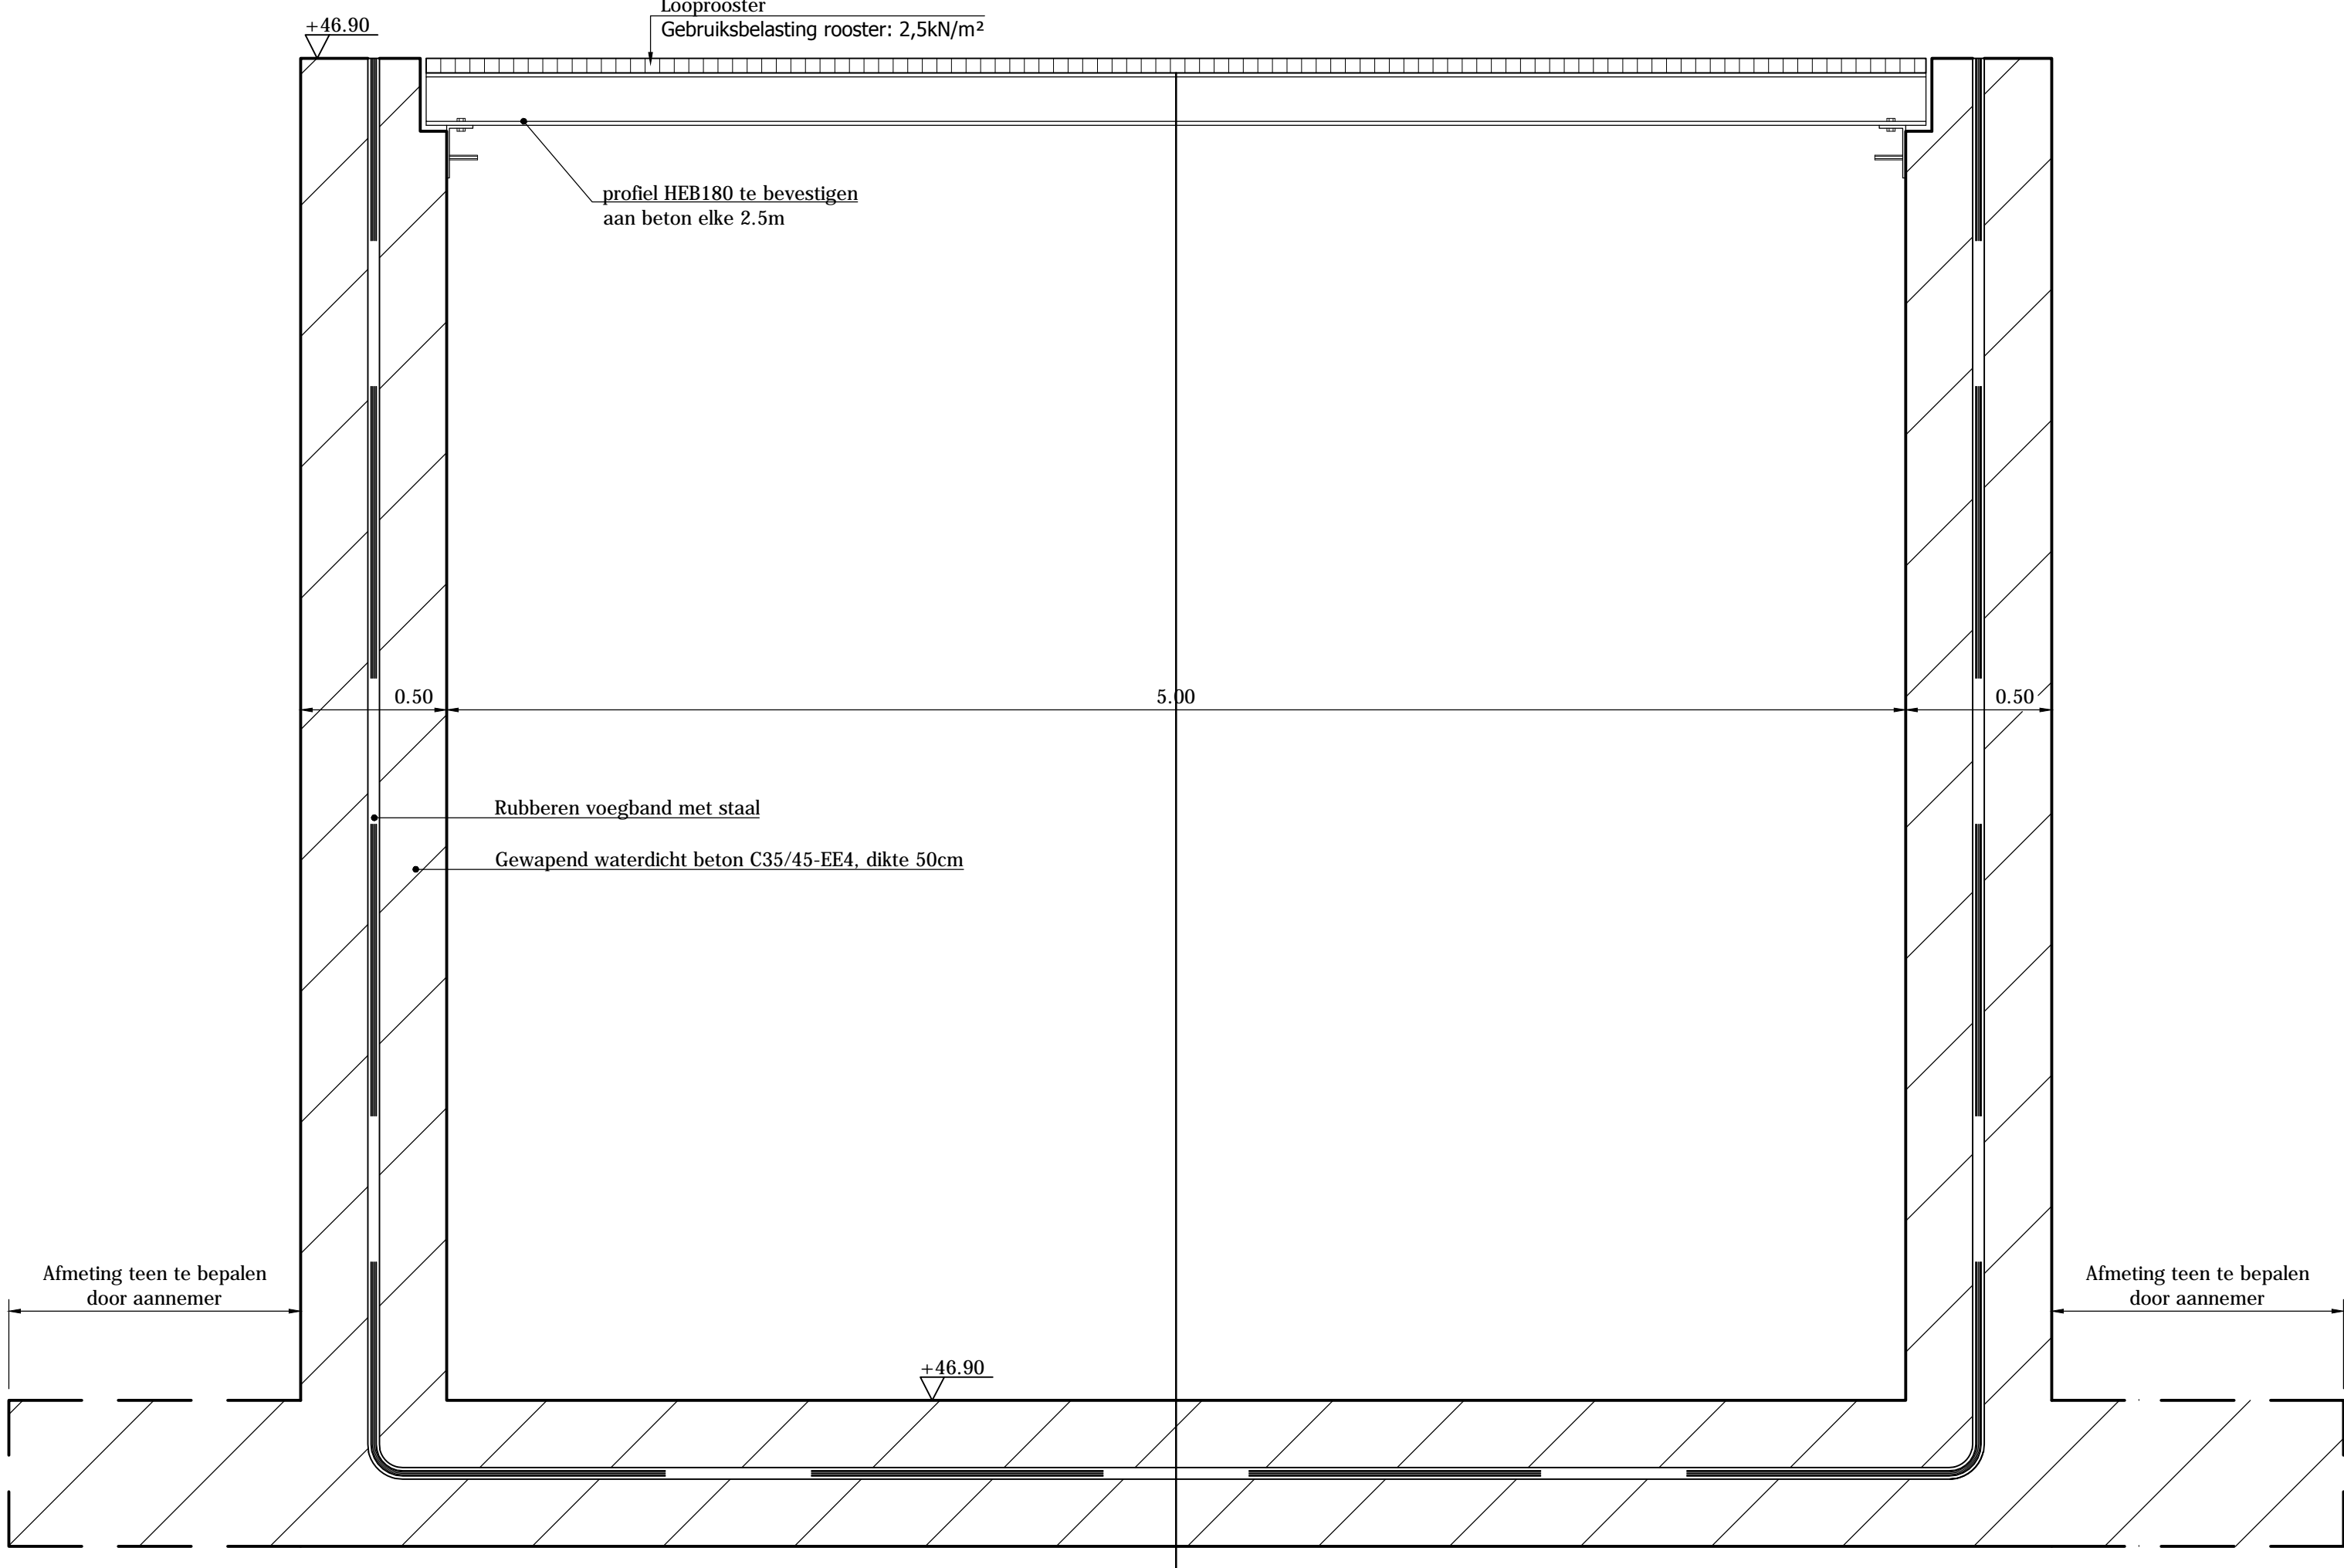 Looprooster
+46.90
Gebruiksbelasting rooster: 2,5kN/m²
profiel HEB180 te bevestigen
aan beton elke 2.5m
0.50
5.00
0.50
Rubberen voegband met staal
Gewapend waterdicht beton C35/45-EE4, dikte 50cm
Afmeting teen te bepalen
door aannemer
Afmeting teen te bepalen
door aannemer
+46.90